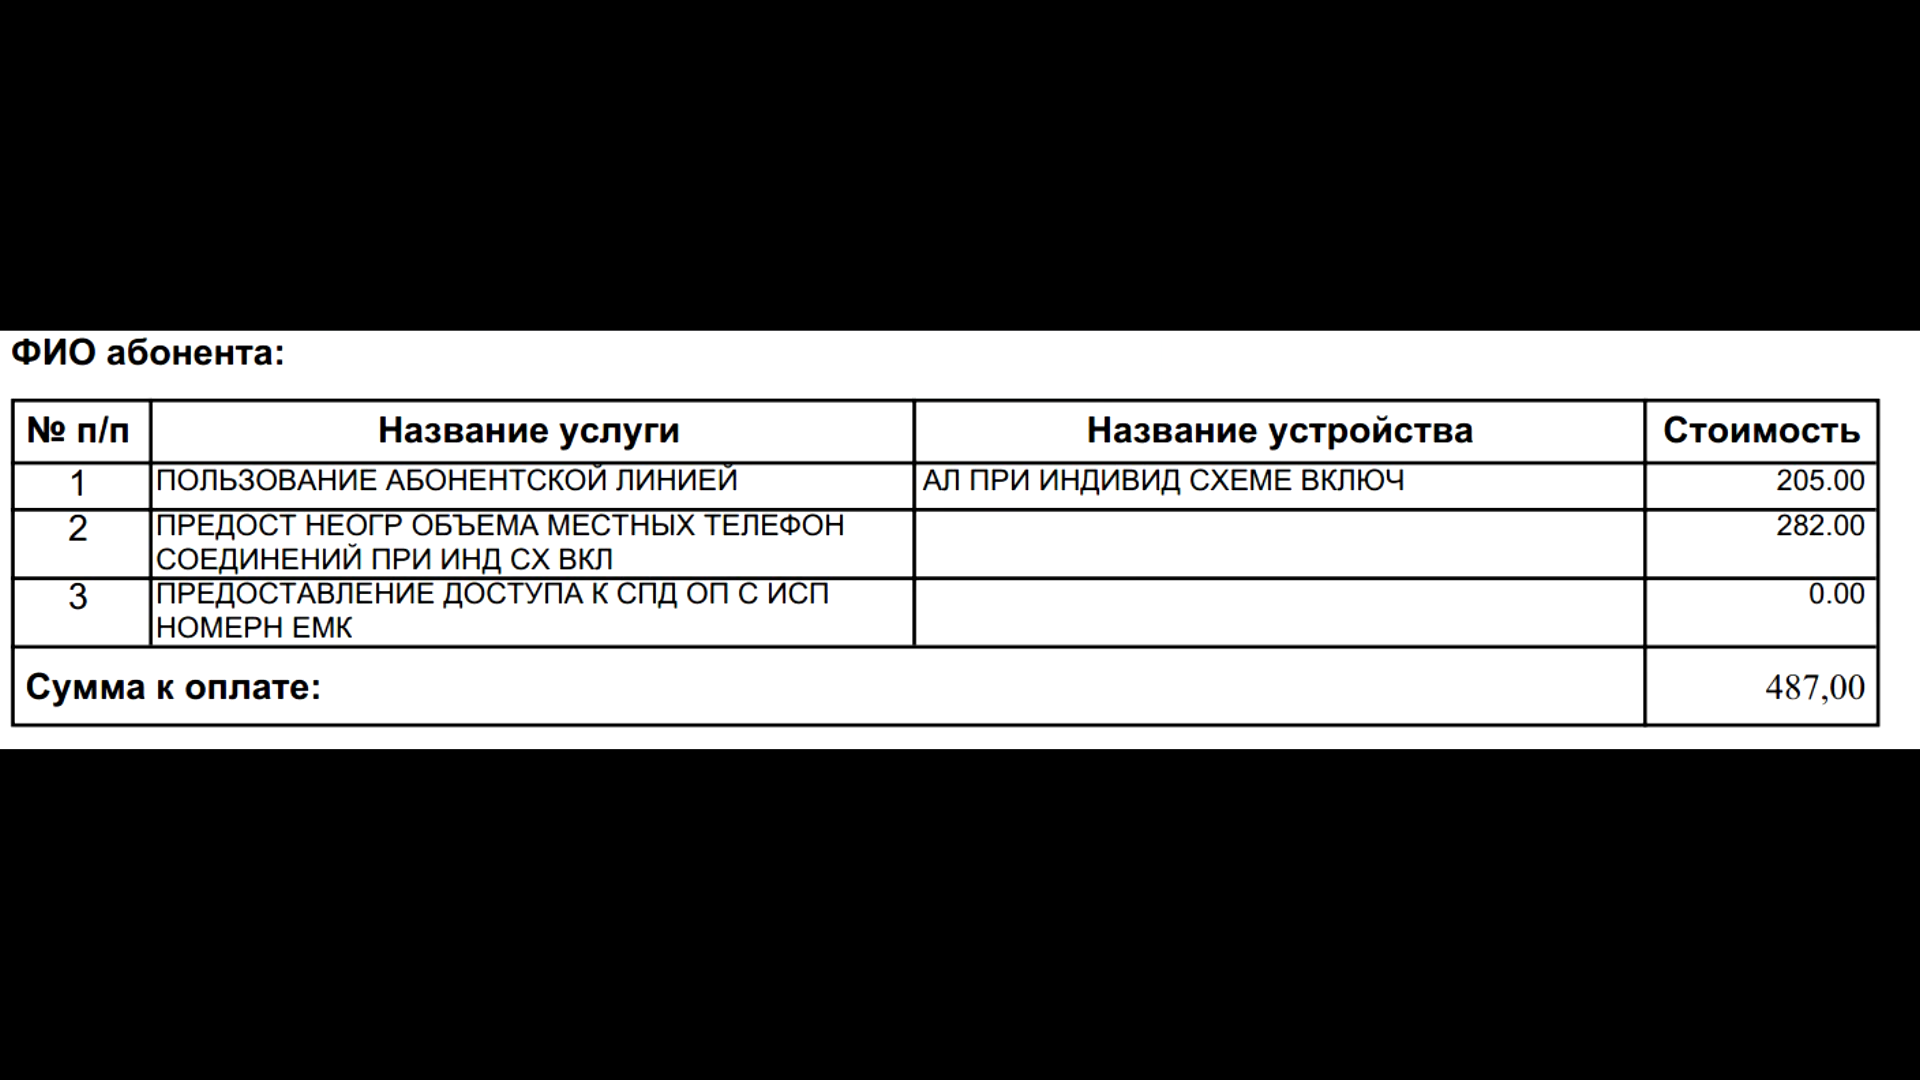 ФИО абонента:
№ п/п Название услуги Название устройства Стоимость
1 ПОЛЬЗОВАНИЕ АБОНЕНТСКОЙ ЛИНИЕЙ АЛ ПРИ ИНДИВИД СХЕМЕ ВКЛЮЧ 205.00
2 ПРЕДОСТ НЕОГР ОБЪЕМА МЕСТНЫХ ТЕЛЕФОН 282.00
СОЕДИНЕНИЙ ПРИ ИНД СХ ВКЛ
3 ПРЕДОСТАВЛЕНИЕ ДОСТУПА К СПД ОП С ИСП 0.00
НОМЕРН ЕМК
Сумма к оплате: 487,00